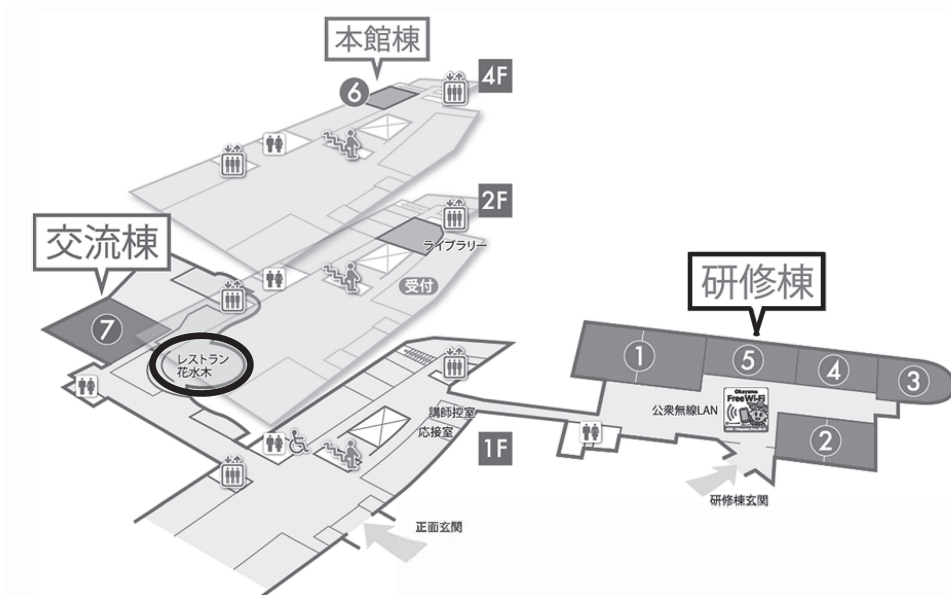 本館棟
6
4F
2F
交流棟
ライブラリー
受付
研修棟
7
レストラン
花水木
1
5
4
3
Okayama
Free Wi-Fi
公衆無線LAN
講師控室
応接室
2
1F
研修棟玄関
正面玄関